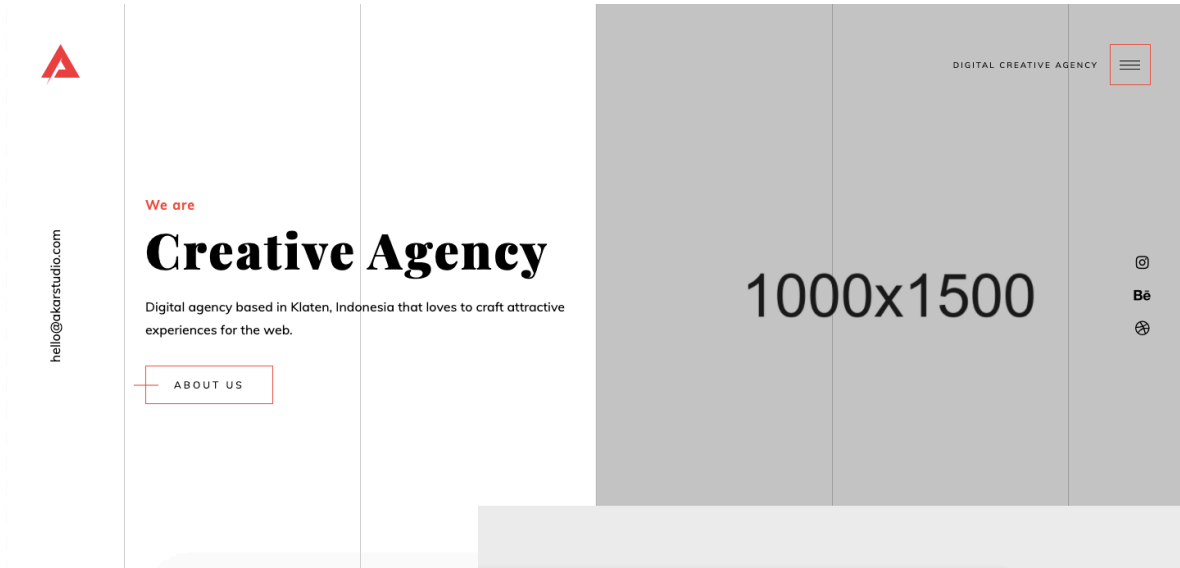 DIGITAL CREATIVE AGENCY
We are
Creative Agency
Digital agency based in Klaten, Indonesia that loves to craft attractive
experiences for the web.
ABOUT US
hello@akarstudio.com
1000x1500
Bē